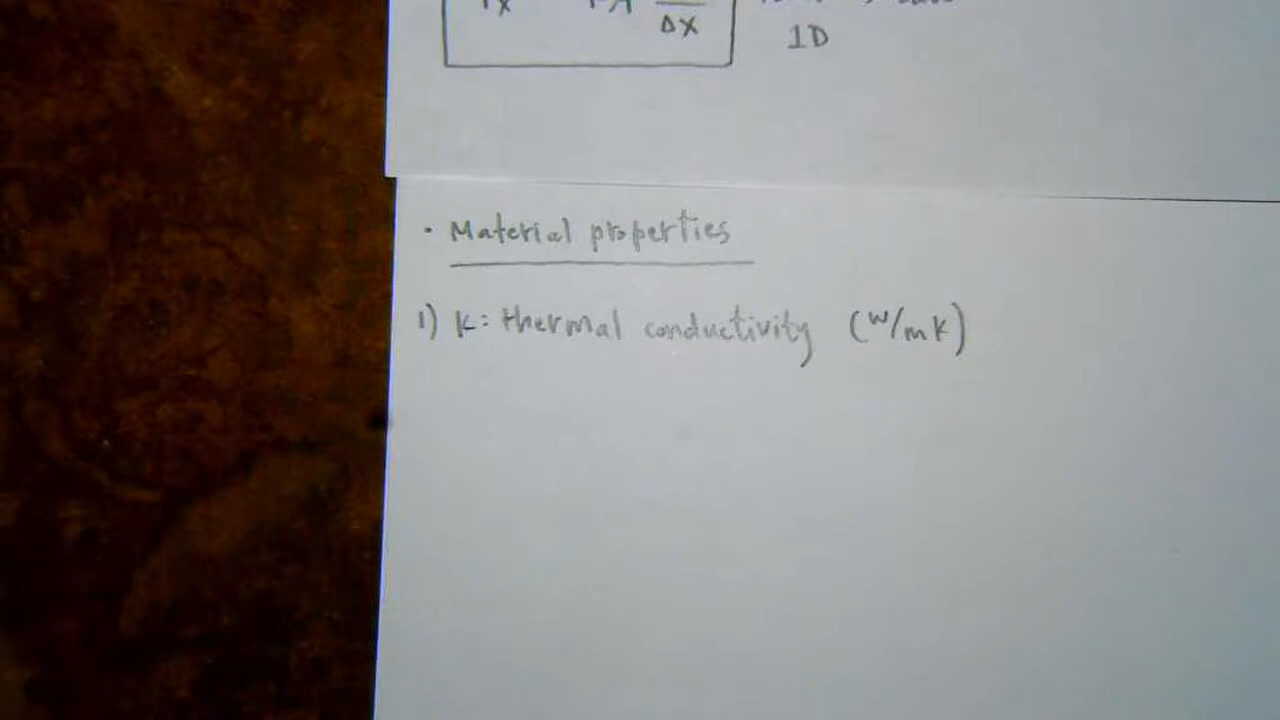 ΔX
1D
· Material properties
1) k: thermal conductivity (W/mK)